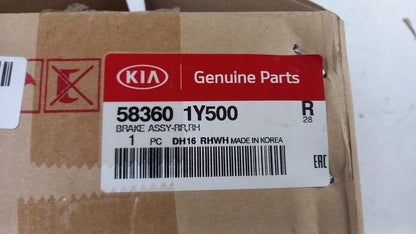 KIA Genuine Parts
58360 1Y500 R
28
BRAKE ASSY-RR,RH
1 PC DH16 RHWH MADE IN KOREA
EAC